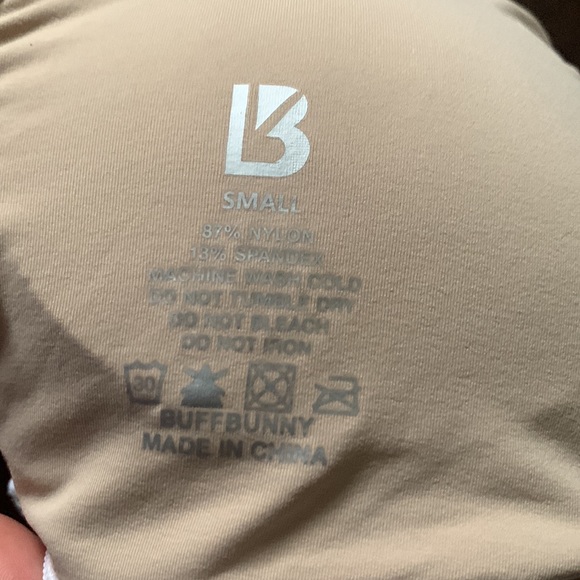 B
SMALL
87% NYLON
13% SPANDEX
MACHINE WASH COLD
DO NOT TUMBLE DRY
DO NOT BLEACH
DO NOT IRON
30
BUFFBUNNY
MADE IN CHINA